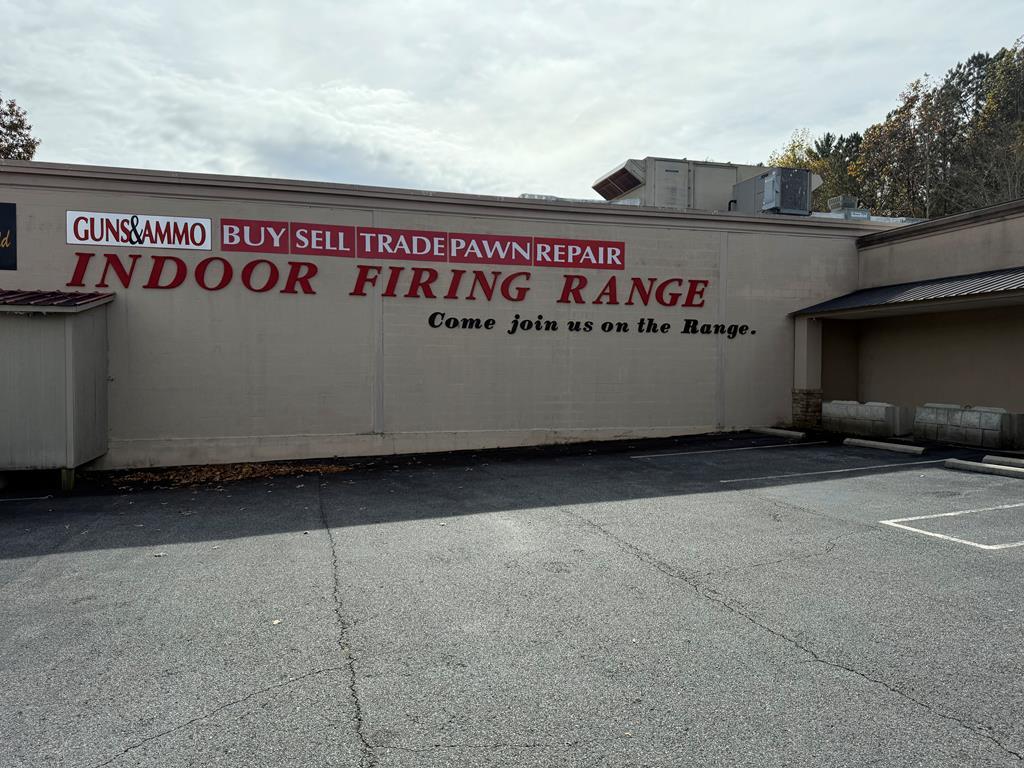 GUNS&AMMO
BUY SELL TRADE PAWN REPAIR
INDOOR FIRING RANGE
Come join us on the Range.